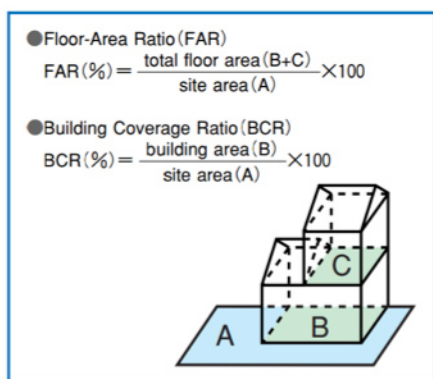 ●Floor-Area Ratio(FAR)
FAR(%)= total floor area(B+C) / site area(A) ×100
●Building Coverage Ratio(BCR)
BCR(%)= building area(B) / site area(A) ×100
C
A B